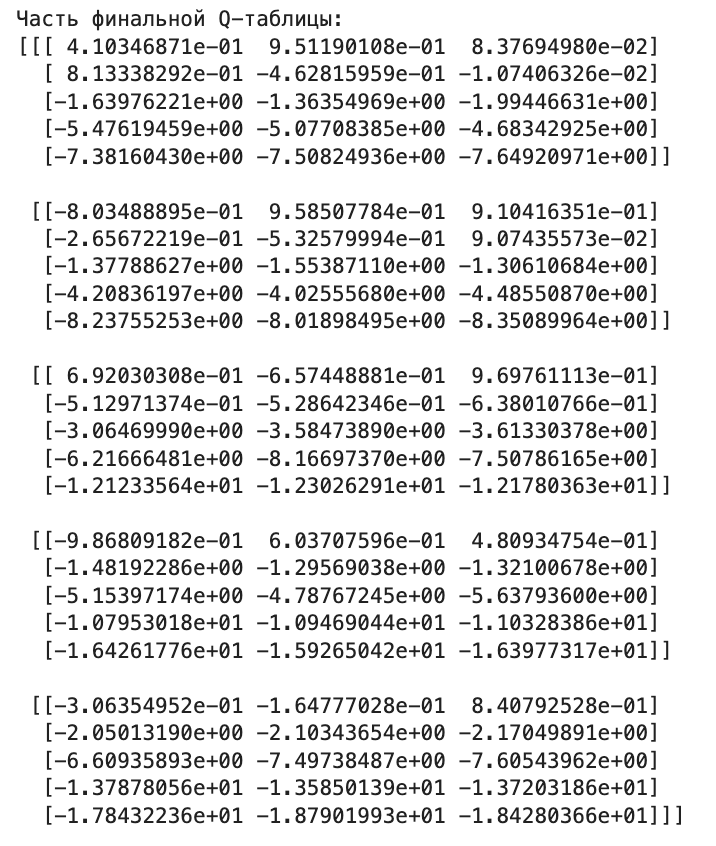 Часть финальной Q-таблицы:
[[[ 4.10346871e-01  9.51190108e-01  8.37694980e-02]
  [ 8.13338292e-01 -4.62815959e-01 -1.07406326e-02]
  [-1.63976221e+00 -1.36354969e+00 -1.99446631e+00]
  [-5.47619459e+00 -5.07708385e+00 -4.68342925e+00]
  [-7.38160430e+00 -7.50824936e+00 -7.64920971e+00]]
 [[-8.03488895e-01  9.58507784e-01  9.10416351e-01]
  [-2.65672219e-01 -5.32579994e-01  9.07435573e-02]
  [-1.37788627e+00 -1.55387110e+00 -1.30610684e+00]
  [-4.20836197e+00 -4.02555680e+00 -4.48550870e+00]
  [-8.23755253e+00 -8.01898495e+00 -8.35089964e+00]]
 [[ 6.92030308e-01 -6.57448881e-01  9.69761113e-01]
  [-5.12971374e-01 -5.28642346e-01 -6.38010766e-01]
  [-3.06469990e+00 -3.58473890e+00 -3.61330378e+00]
  [-6.21666481e+00 -8.16697370e+00 -7.50786165e+00]
  [-1.21233564e+01 -1.23026291e+01 -1.21780363e+01]]
 [[-9.86809182e-01  6.03707596e-01  4.80934754e-01]
  [-1.48192286e+00 -1.29569038e+00 -1.32100678e+00]
  [-5.15397174e+00 -4.78767245e+00 -5.63793600e+00]
  [-1.07953018e+01 -1.09469044e+01 -1.10328386e+01]
  [-1.64261776e+01 -1.59265042e+01 -1.63977317e+01]]
 [[-3.06354952e-01 -1.64777028e-01  8.40792528e-01]
  [-2.05013190e+00 -2.10343654e+00 -2.17049891e+00]
  [-6.60935893e+00 -7.49738487e+00 -7.60543962e+00]
  [-1.37878056e+01 -1.35850139e+01 -1.37203186e+01]
  [-1.78432236e+01 -1.87901993e+01 -1.84280366e+01]]]